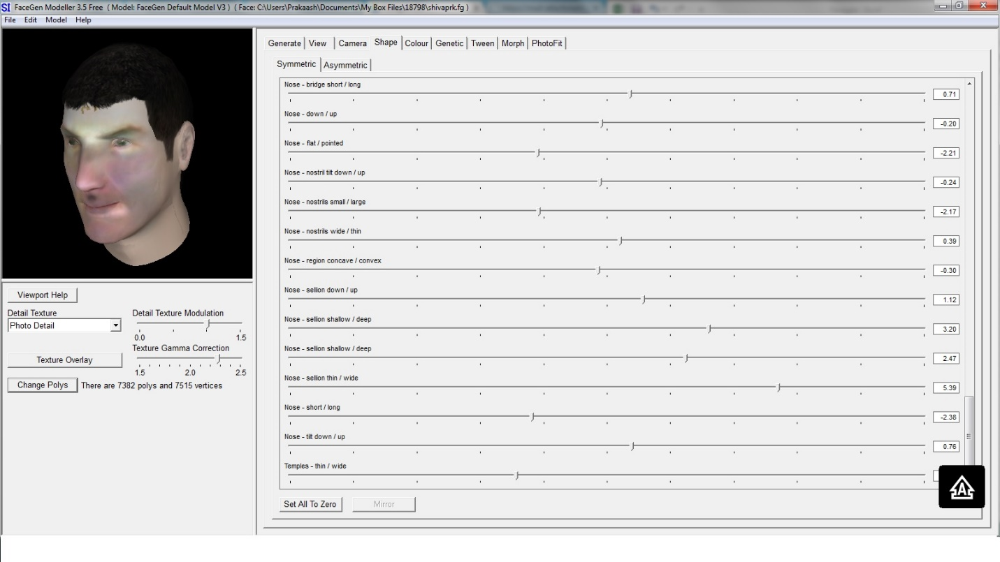 SI FaceGen Modeller 3.5 Free ( Model: FaceGen Default Model V3 ) ( Face: C:\Users\Prakaash\Documents\My Box Files\18798\shivaprk.fg )
File Edit Model Help
Generate View Camera Shape Colour Genetic Tween Morph PhotoFit
Symmetric Asymmetric
Nose - bridge short / long
0.71
Nose - down / up
-0.20
Nose - flat / pointed
-2.21
Nose - nostril tilt down / up
-0.24
Nose - nostrils small / large
-2.17
Nose - nostrils wide / thin
0.39
Nose - region concave / convex
-0.30
Nose - sellion down / up
1.12
Nose - sellion shallow / deep
3.20
Nose - sellion shallow / deep
2.47
Nose - sellion thin / wide
5.39
Nose - short / long
-2.38
Nose - tilt down / up
0.76
Temples - thin / wide
Set All To Zero Mirror
Viewport Help
Detail Texture
Photo Detail
Detail Texture Modulation
0.0 1.5
Texture Gamma Correction
1.5 2.0 2.5
Texture Overlay
Change Polys There are 7382 polys and 7515 vertices
A